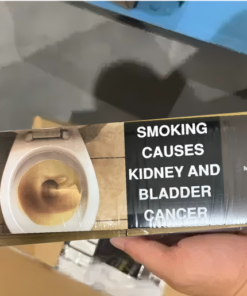 SMOKING
CAUSES
KIDNEY AND
BLADDER
CANCER